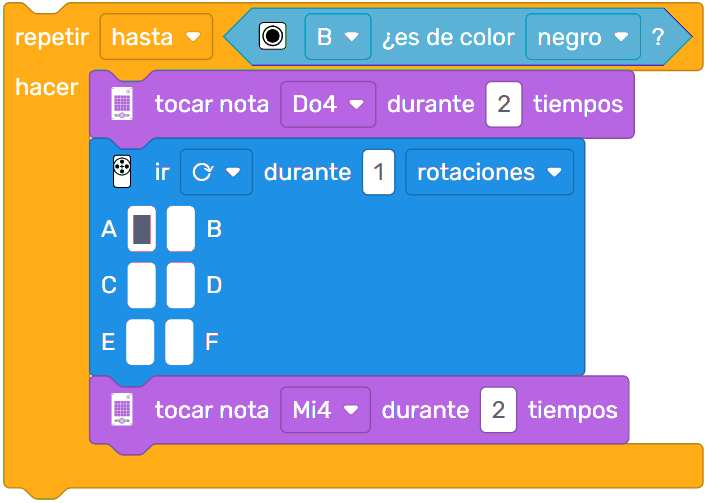 repetir hasta B ¿es de color negro ?
hacer
tocar nota Do4 durante 2 tiempos
ir durante 1 rotaciones
A B
C D
E F
tocar nota Mi4 durante 2 tiempos